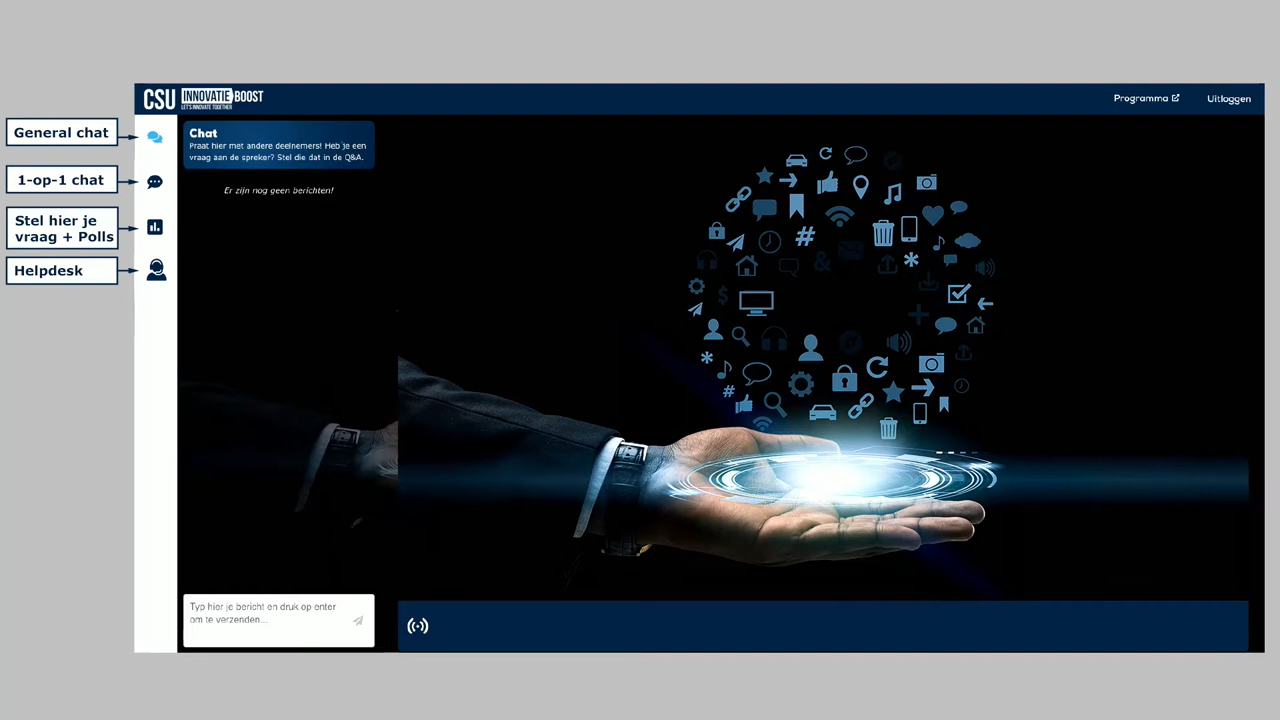 CSU INNOVATIE BOOST
LET'S INNOVATE TOGETHER
Programma
Uitloggen
General chat
1-op-1 chat
Stel hier je
vraag + Polls
Helpdesk
Chat
Praat hier met andere deelnemers! Heb je een
vraag aan de spreker? Stel die dat in de Q&A.
Er zijn nog geen berichten!
Typ hier je bericht en druk op enter
om te verzenden...